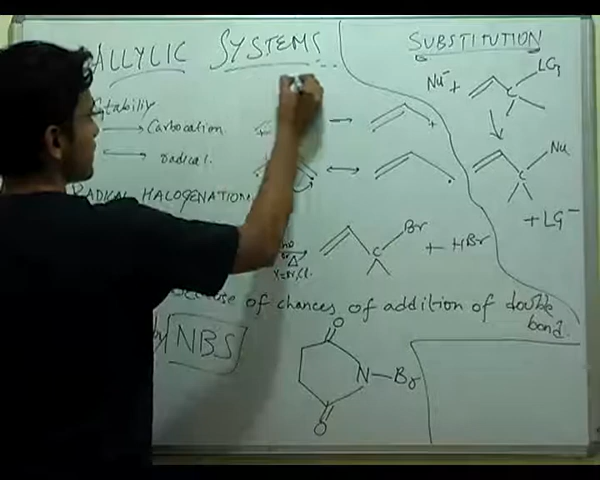 ALLYLIC SYSTEMS
Stability
Carbocation
radical.
RADICAL HALOGENATION
Br
+ HBr
X=Br/Cl.
because of chances of addition of double
bond.
by NBS
O
N-Br
O
SUBSTITUTION
Nu⁻ +
LG
C
Nu
C
+ LG⁻